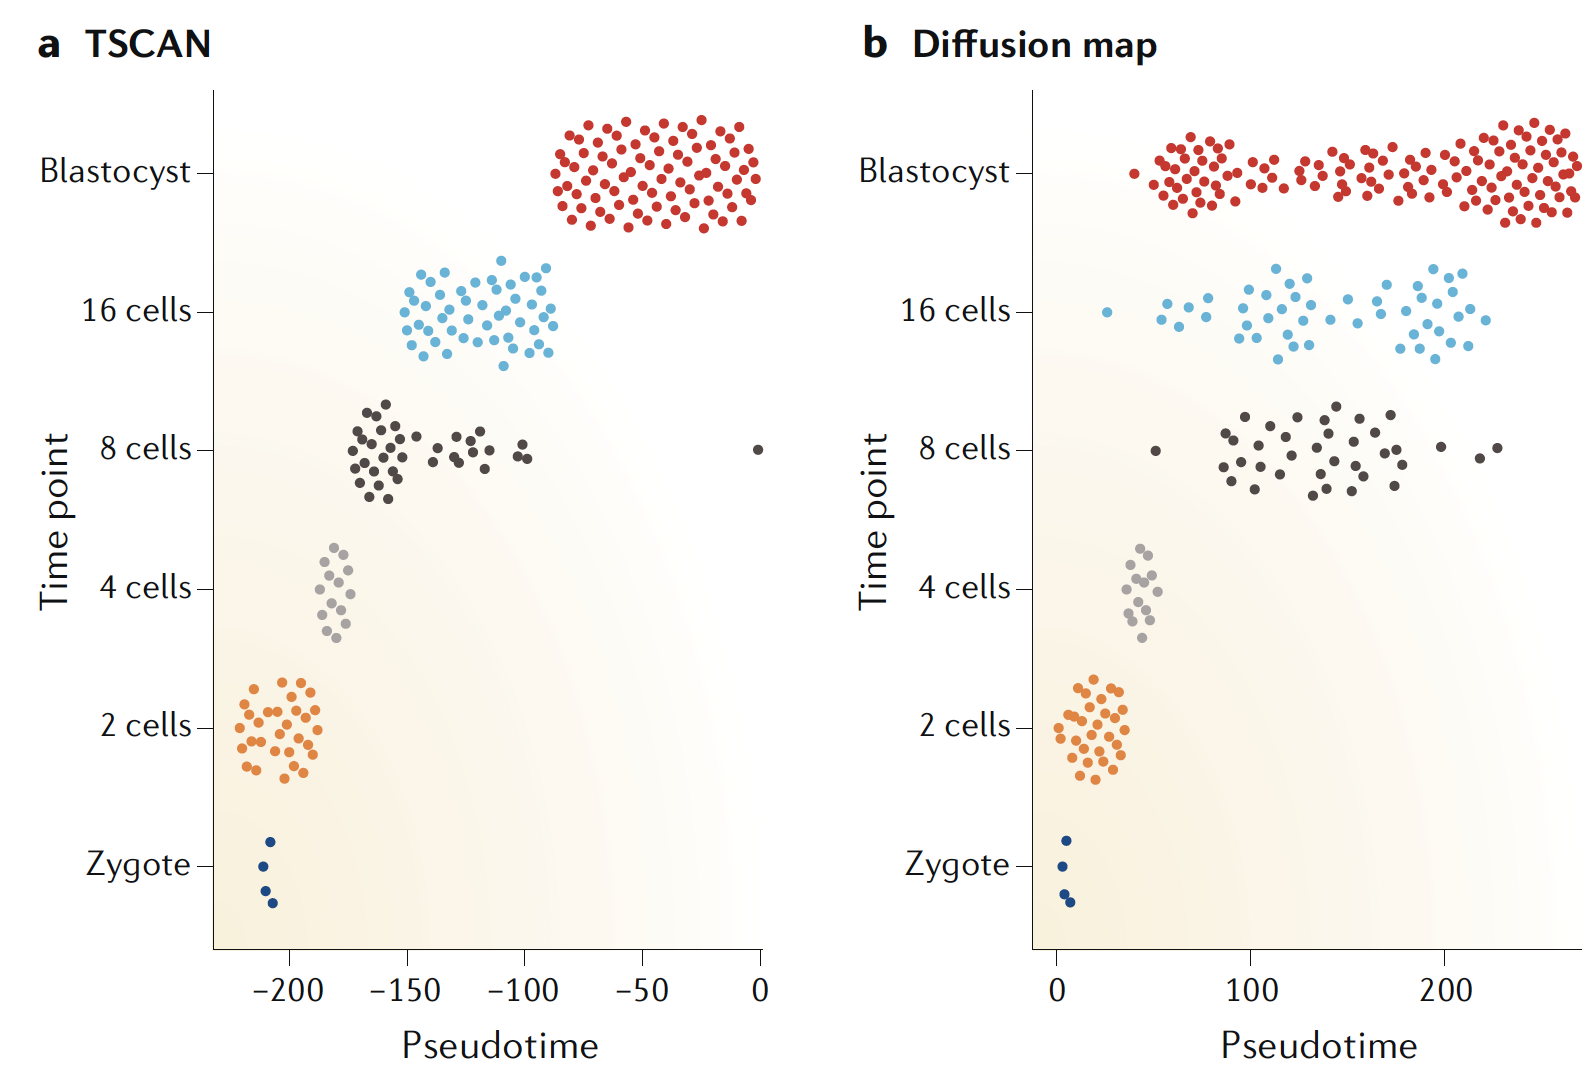 a TSCAN
Blastocyst
16 cells
8 cells
4 cells
2 cells
Zygote
Time point
−200 −150 −100 −50 0
Pseudotime
b Diffusion map
Blastocyst
16 cells
8 cells
4 cells
2 cells
Zygote
Time point
0 100 200
Pseudotime